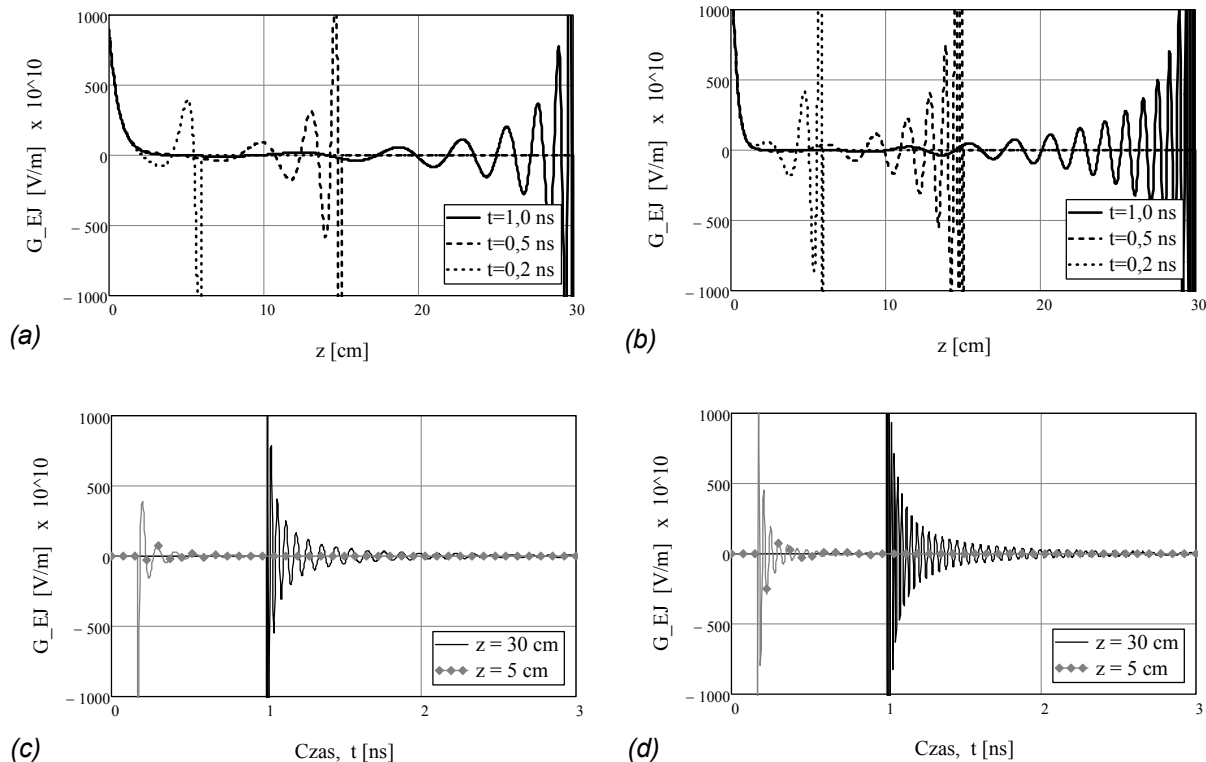 1000
500
0
− 500
− 1000
G_EJ [V/m] x 10^10
t=1,0 ns
t=0,5 ns
t=0,2 ns
0 10 20 30
z [cm]
(a)
1000
500
0
− 500
− 1000
G_EJ [V/m] x 10^10
t=1,0 ns
t=0,5 ns
t=0,2 ns
0 10 20 30
z [cm]
(b)
1000
500
0
− 500
− 1000
G_EJ [V/m] x 10^10
z = 30 cm
z = 5 cm
0 1 2 3
Czas, t [ns]
(c)
1000
500
0
− 500
− 1000
G_EJ [V/m] x 10^10
z = 30 cm
z = 5 cm
0 1 2 3
Czas, t [ns]
(d)